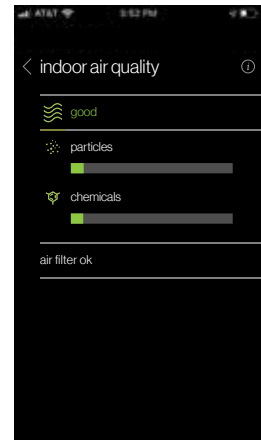 AT&T 3:52 PM
indoor air quality
good
particles
chemicals
air filter ok